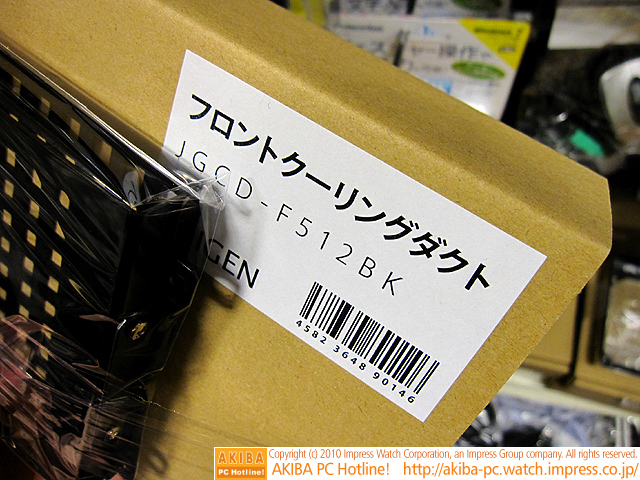 フロントクーリングダクト
JGCD-F512BK
GEN
4582 3648 90146
AKIBA
PC Hotline!
Copyright (c) 2010 Impress Watch Corporation, an Impress Group company. All rights reserved.
AKIBA PC Hotline! http://akiba-pc.watch.impress.co.jp/